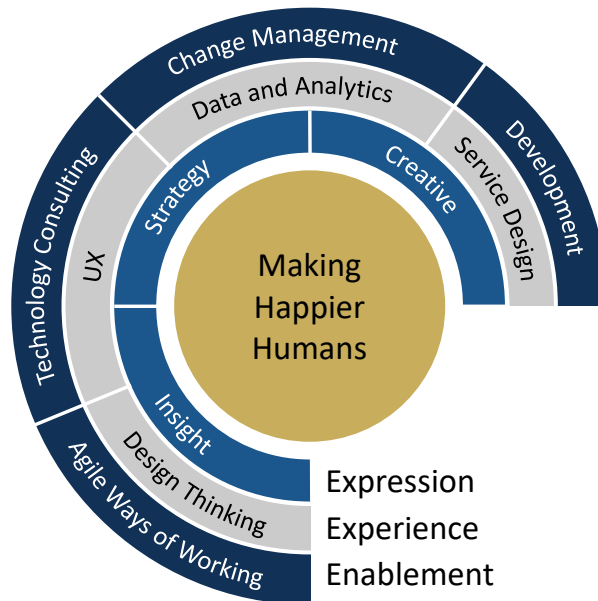 Change Management
Development
Technology Consulting
Agile Ways of Working
Data and Analytics
Service Design
UX
Design Thinking
Strategy
Creative
Insight
Making
Happier
Humans
Expression
Experience
Enablement